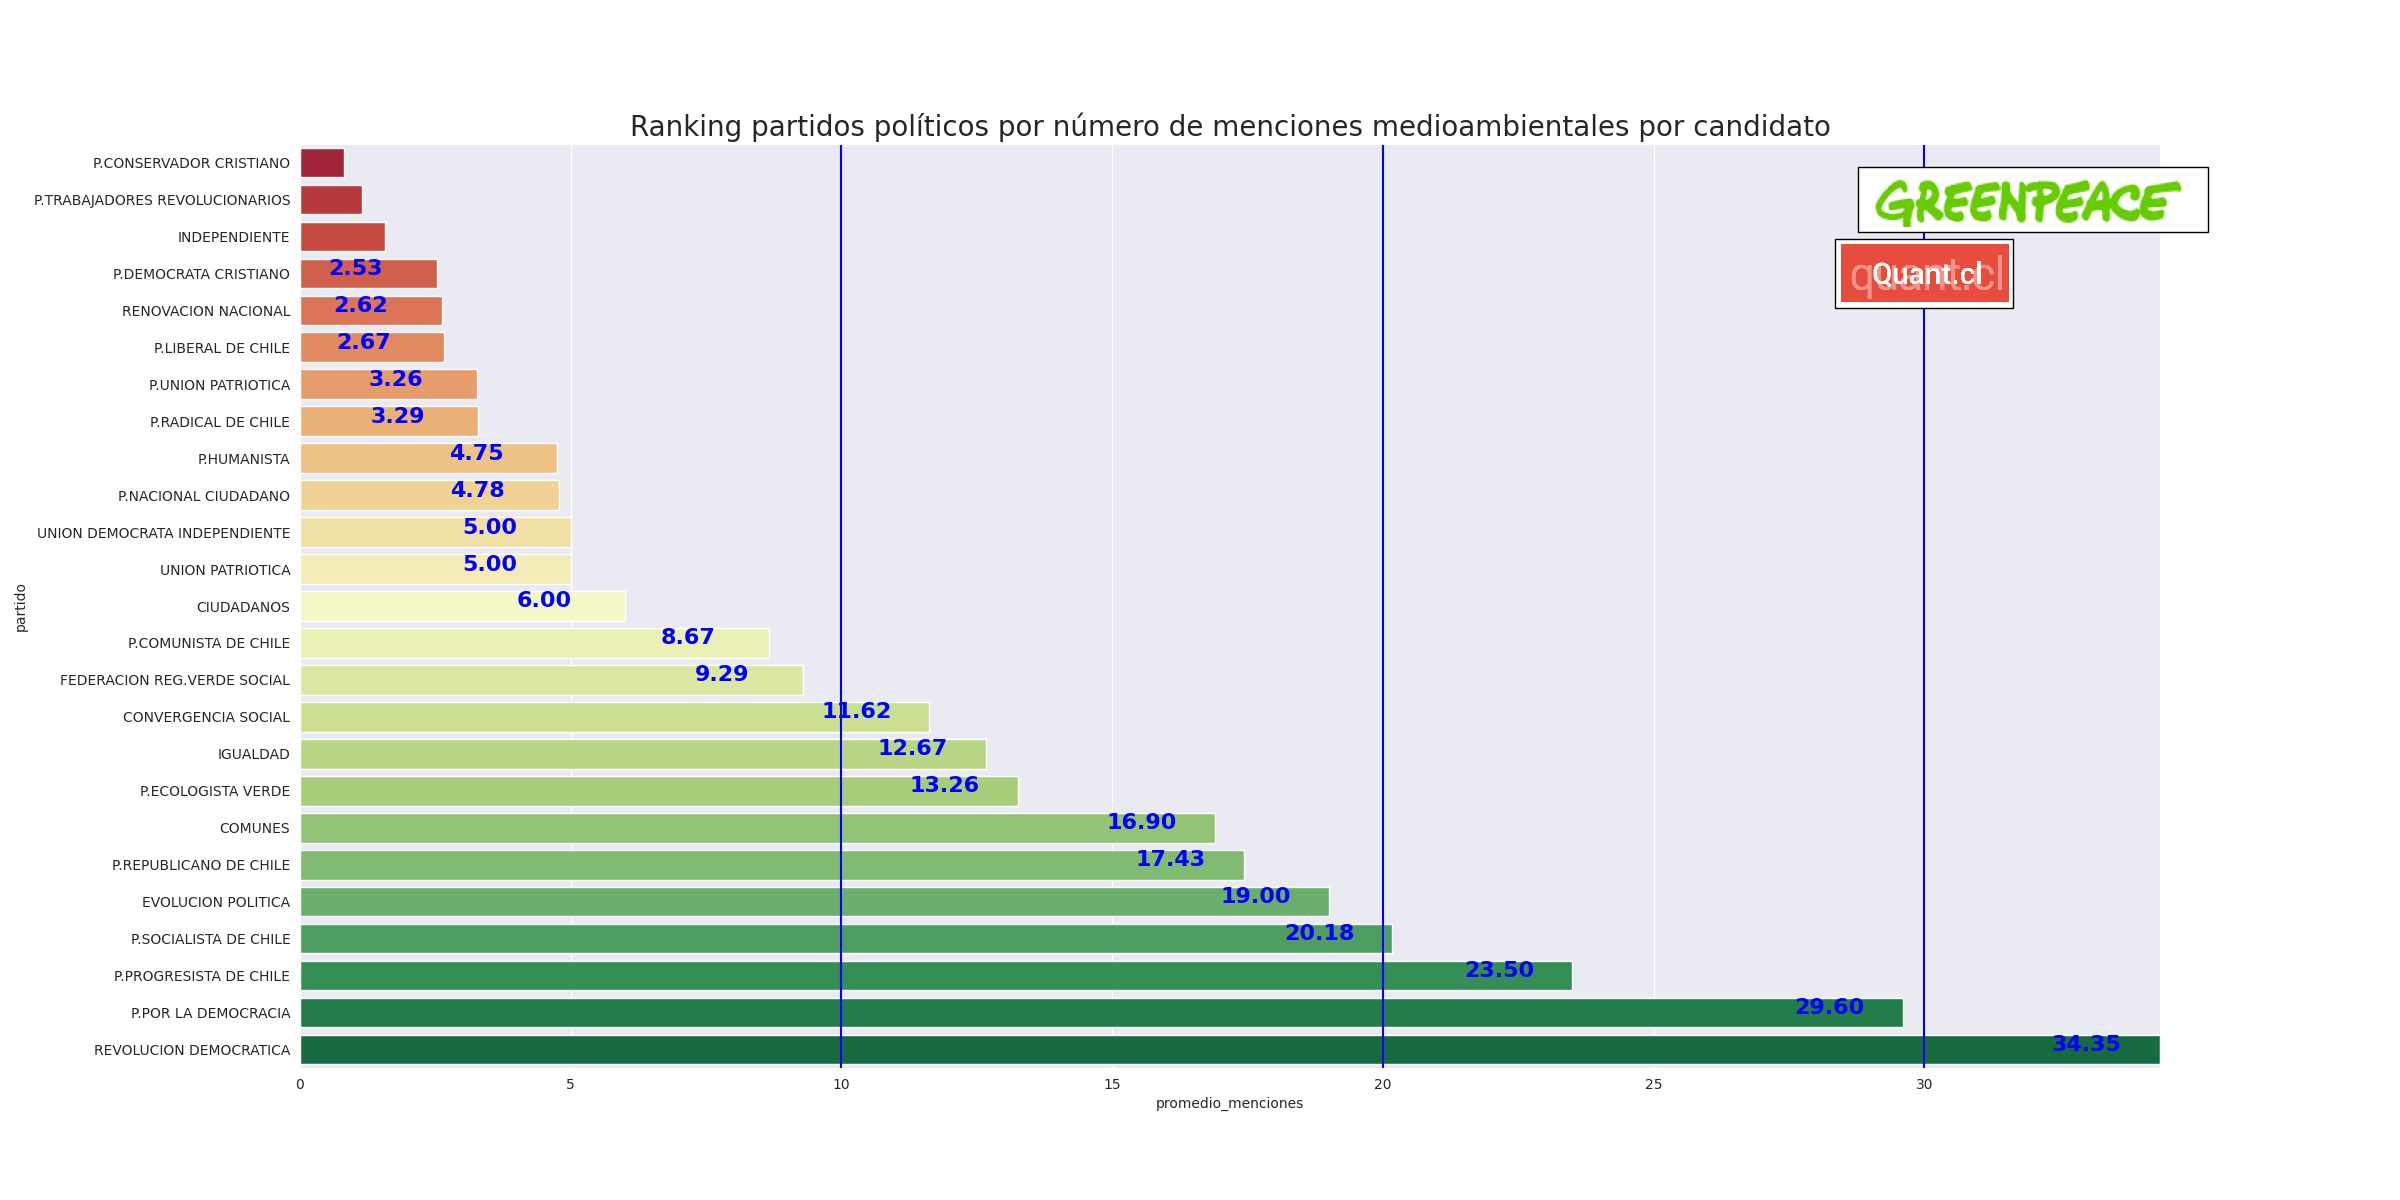 Ranking partidos políticos por número de menciones medioambientales por candidato
GREENPEACE
quant.cl
Quant.cl
partido
P.CONSERVADOR CRISTIANO
P.TRABAJADORES REVOLUCIONARIOS
INDEPENDIENTE
P.DEMOCRATA CRISTIANO 2.53
RENOVACION NACIONAL 2.62
P.LIBERAL DE CHILE 2.67
P.UNION PATRIOTICA 3.26
P.RADICAL DE CHILE 3.29
P.HUMANISTA 4.75
P.NACIONAL CIUDADANO 4.78
UNION DEMOCRATA INDEPENDIENTE 5.00
UNION PATRIOTICA 5.00
CIUDADANOS 6.00
P.COMUNISTA DE CHILE 8.67
FEDERACION REG.VERDE SOCIAL 9.29
CONVERGENCIA SOCIAL 11.62
IGUALDAD 12.67
P.ECOLOGISTA VERDE 13.26
COMUNES 16.90
P.REPUBLICANO DE CHILE 17.43
EVOLUCION POLITICA 19.00
P.SOCIALISTA DE CHILE 20.18
P.PROGRESISTA DE CHILE 23.50
P.POR LA DEMOCRACIA 29.60
REVOLUCION DEMOCRATICA 34.35
0 5 10 15 20 25 30
promedio_menciones